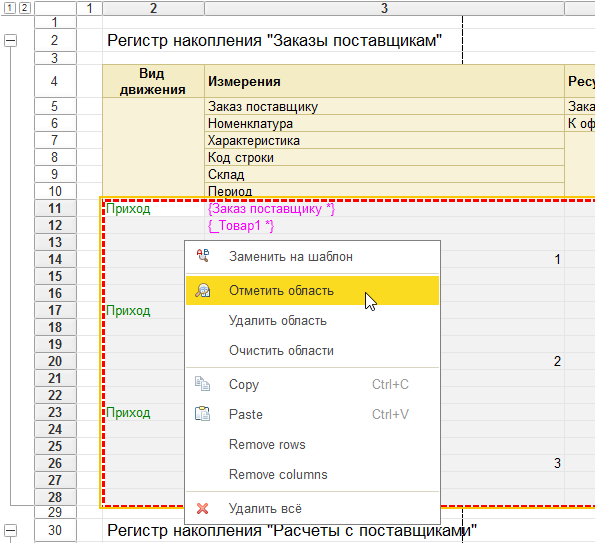 1 2 1 2 3
1
2 Регистр накопления "Заказы поставщикам"
3
4 Вид движения Измерения Ресу
5 Заказ поставщику Зака
6 Номенклатура К оф
7 Характеристика
8 Код строки
9 Склад
10 Период
11 Приход {Заказ поставщику *}
12 {_Товар1 *}
13
14 1
15
16
17 Приход
18
19
20 2
21
22
23 Приход
24
25
26 3
27
28
29
30 Регистр накопления "Расчеты с поставщиками"
Заменить на шаблон
Отметить область
Удалить область
Очистить области
Copy Ctrl+C
Paste Ctrl+V
Remove rows
Remove columns
Удалить всё